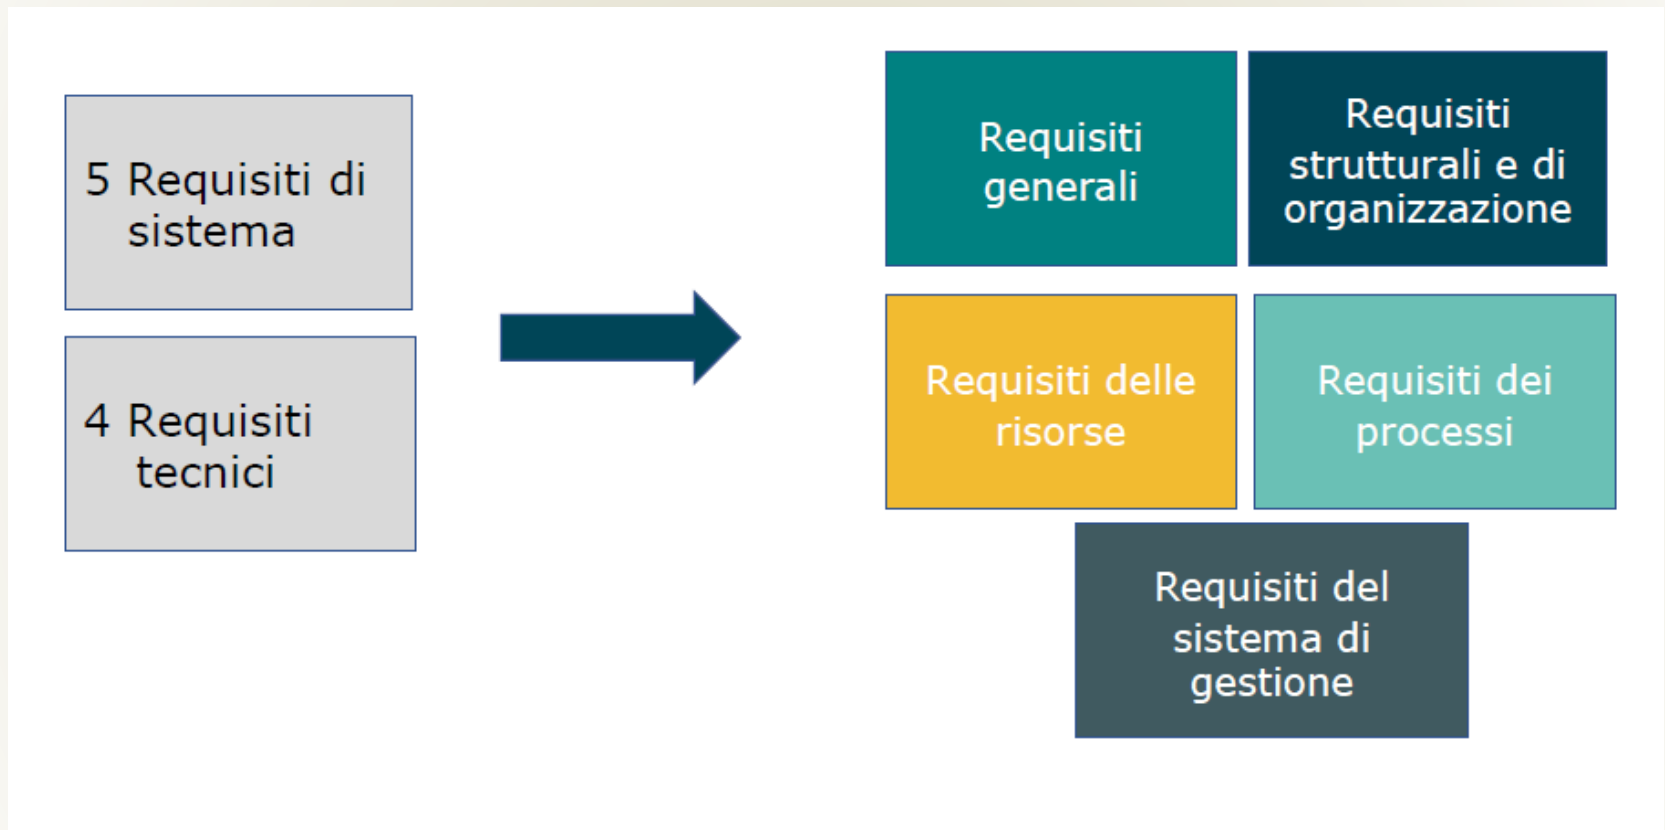 5 Requisiti di
sistema
4 Requisiti
tecnici
Requisiti
generali
Requisiti
strutturali e di
organizzazione
Requisiti delle
risorse
Requisiti dei
processi
Requisiti del
sistema di
gestione